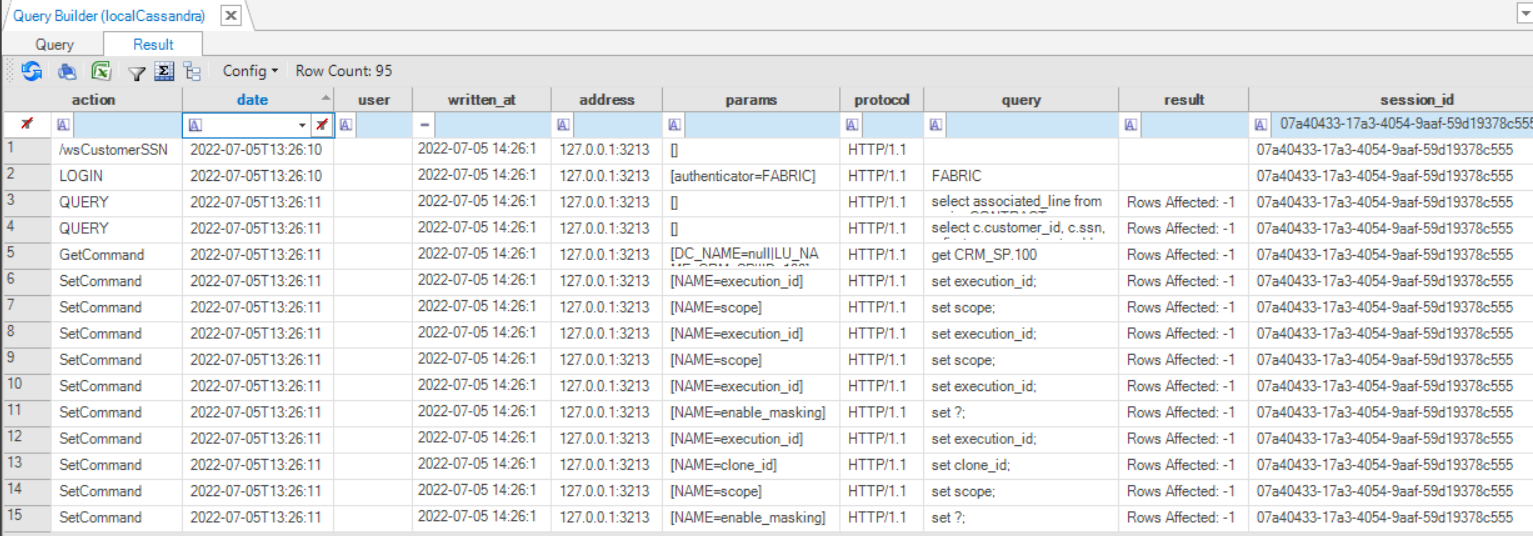 Query Builder (localCassandra)
Query Result
Config Row Count: 95
action date user written_at address params protocol query result session_id
07a40433-17a3-4054-9aaf-59d19378c555
1 /wsCustomerSSN 2022-07-05T13:26:10 2022-07-05 14:26:1 127.0.0.1:3213 [] HTTP/1.1 07a40433-17a3-4054-9aaf-59d19378c555
2 LOGIN 2022-07-05T13:26:10 2022-07-05 14:26:1 127.0.0.1:3213 [authenticator=FABRIC] HTTP/1.1 FABRIC 07a40433-17a3-4054-9aaf-59d19378c555
3 QUERY 2022-07-05T13:26:11 2022-07-05 14:26:1 127.0.0.1:3213 [] HTTP/1.1 select associated_line from Rows Affected: -1 07a40433-17a3-4054-9aaf-59d19378c555
4 QUERY 2022-07-05T13:26:11 2022-07-05 14:26:1 127.0.0.1:3213 [] HTTP/1.1 select c.customer_id, c.ssn, Rows Affected: -1 07a40433-17a3-4054-9aaf-59d19378c555
5 GetCommand 2022-07-05T13:26:11 2022-07-05 14:26:1 127.0.0.1:3213 [DC_NAME=null|LU_NA HTTP/1.1 get CRM_SP.100 Rows Affected: -1 07a40433-17a3-4054-9aaf-59d19378c555
6 SetCommand 2022-07-05T13:26:11 2022-07-05 14:26:1 127.0.0.1:3213 [NAME=execution_id] HTTP/1.1 set execution_id; Rows Affected: -1 07a40433-17a3-4054-9aaf-59d19378c555
7 SetCommand 2022-07-05T13:26:11 2022-07-05 14:26:1 127.0.0.1:3213 [NAME=scope] HTTP/1.1 set scope; Rows Affected: -1 07a40433-17a3-4054-9aaf-59d19378c555
8 SetCommand 2022-07-05T13:26:11 2022-07-05 14:26:1 127.0.0.1:3213 [NAME=execution_id] HTTP/1.1 set execution_id; Rows Affected: -1 07a40433-17a3-4054-9aaf-59d19378c555
9 SetCommand 2022-07-05T13:26:11 2022-07-05 14:26:1 127.0.0.1:3213 [NAME=scope] HTTP/1.1 set scope; Rows Affected: -1 07a40433-17a3-4054-9aaf-59d19378c555
10 SetCommand 2022-07-05T13:26:11 2022-07-05 14:26:1 127.0.0.1:3213 [NAME=execution_id] HTTP/1.1 set execution_id; Rows Affected: -1 07a40433-17a3-4054-9aaf-59d19378c555
11 SetCommand 2022-07-05T13:26:11 2022-07-05 14:26:1 127.0.0.1:3213 [NAME=enable_masking] HTTP/1.1 set ?; Rows Affected: -1 07a40433-17a3-4054-9aaf-59d19378c555
12 SetCommand 2022-07-05T13:26:11 2022-07-05 14:26:1 127.0.0.1:3213 [NAME=execution_id] HTTP/1.1 set execution_id; Rows Affected: -1 07a40433-17a3-4054-9aaf-59d19378c555
13 SetCommand 2022-07-05T13:26:11 2022-07-05 14:26:1 127.0.0.1:3213 [NAME=clone_id] HTTP/1.1 set clone_id; Rows Affected: -1 07a40433-17a3-4054-9aaf-59d19378c555
14 SetCommand 2022-07-05T13:26:11 2022-07-05 14:26:1 127.0.0.1:3213 [NAME=scope] HTTP/1.1 set scope; Rows Affected: -1 07a40433-17a3-4054-9aaf-59d19378c555
15 SetCommand 2022-07-05T13:26:11 2022-07-05 14:26:1 127.0.0.1:3213 [NAME=enable_masking] HTTP/1.1 set ?; Rows Affected: -1 07a40433-17a3-4054-9aaf-59d19378c555